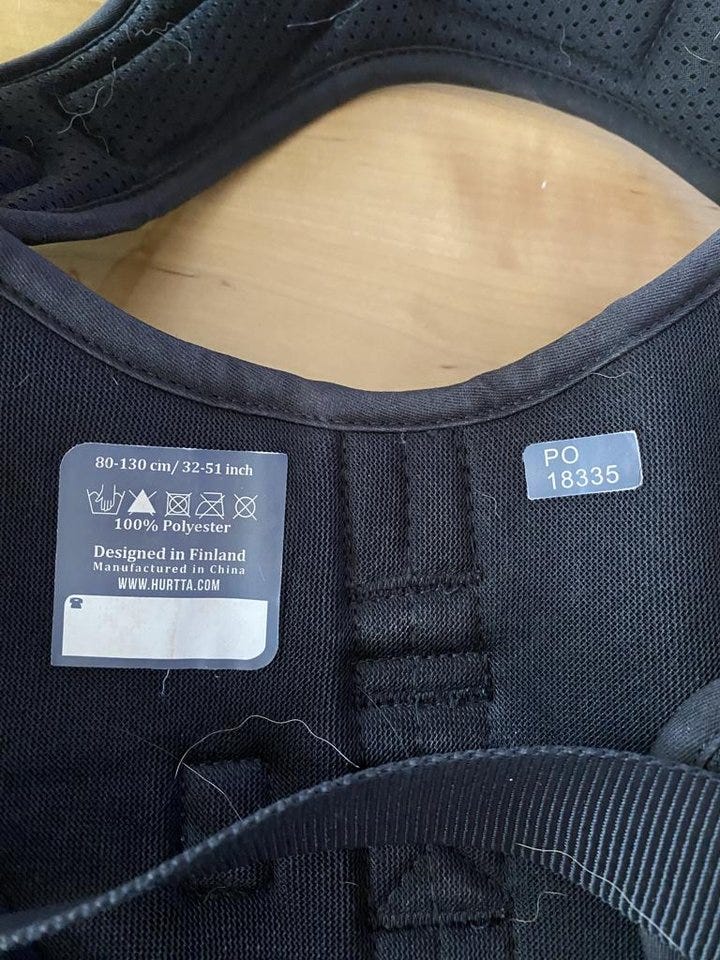 80-130 cm/ 32-51 inch
100% Polyester
Designed in Finland
Manufactured in China
WWW.HURTTA.COM
PO
18335